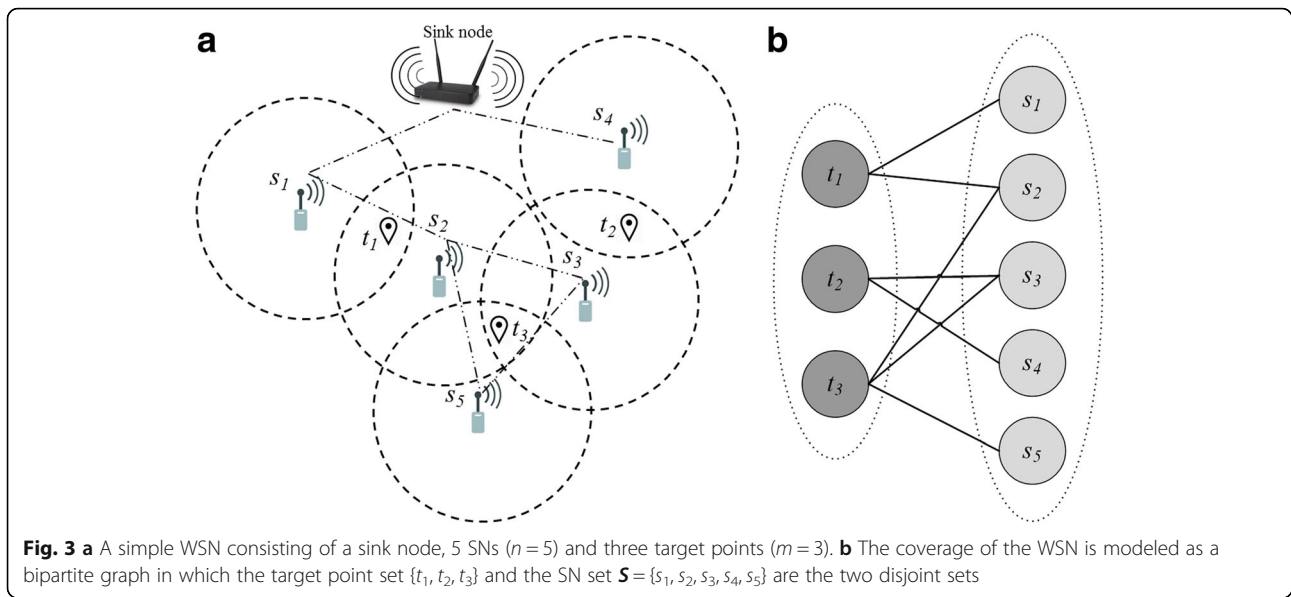 a
b
Sink node
s4
s1
t1
s2
s3
t2
t3
s5
t1
t2
t3
s1
s2
s3
s4
s5
Fig. 3 a A simple WSN consisting of a sink node, 5 SNs (n = 5) and three target points (m = 3). b The coverage of the WSN is modeled as a
bipartite graph in which the target point set {t1, t2, t3} and the SN set S = {s1, s2, s3, s4, s5} are the two disjoint sets